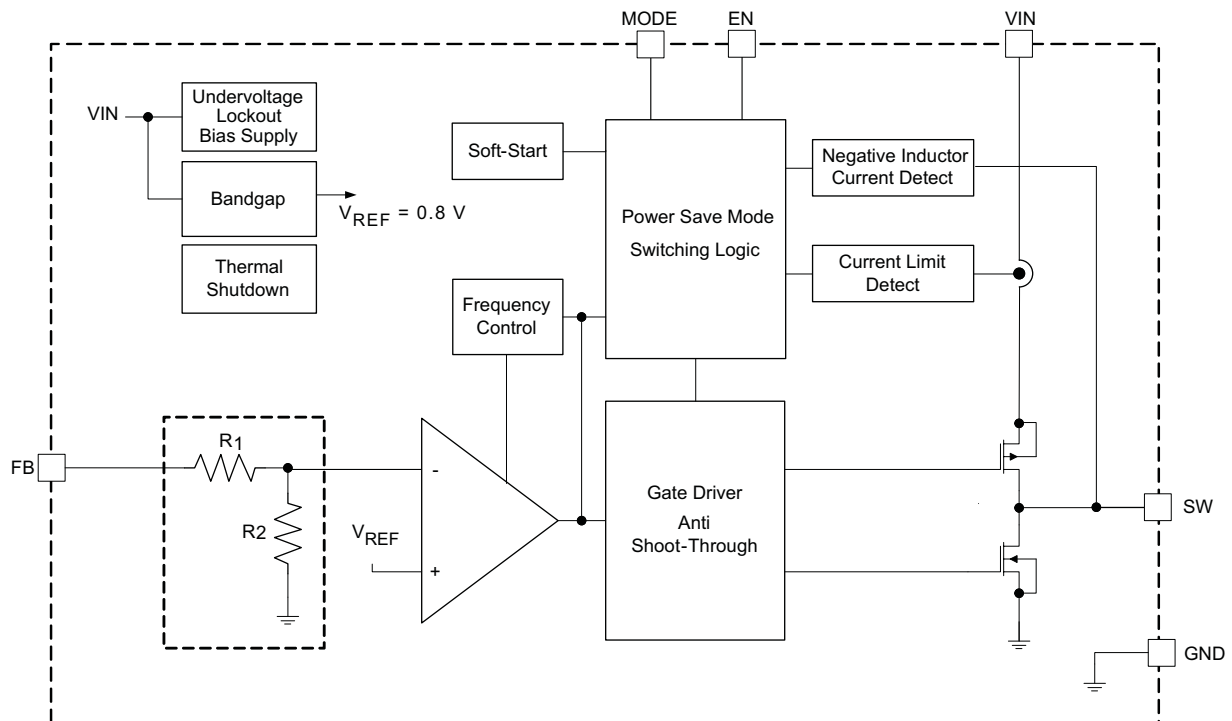 MODE
EN
VIN
VIN
Undervoltage
Lockout
Bias Supply
Bandgap
VREF = 0.8 V
Thermal
Shutdown
Soft-Start
Power Save Mode
Switching Logic
Negative Inductor
Current Detect
Current Limit
Detect
Frequency
Control
FB
R1
R2
VREF
-
+
Gate Driver
Anti
Shoot-Through
SW
GND